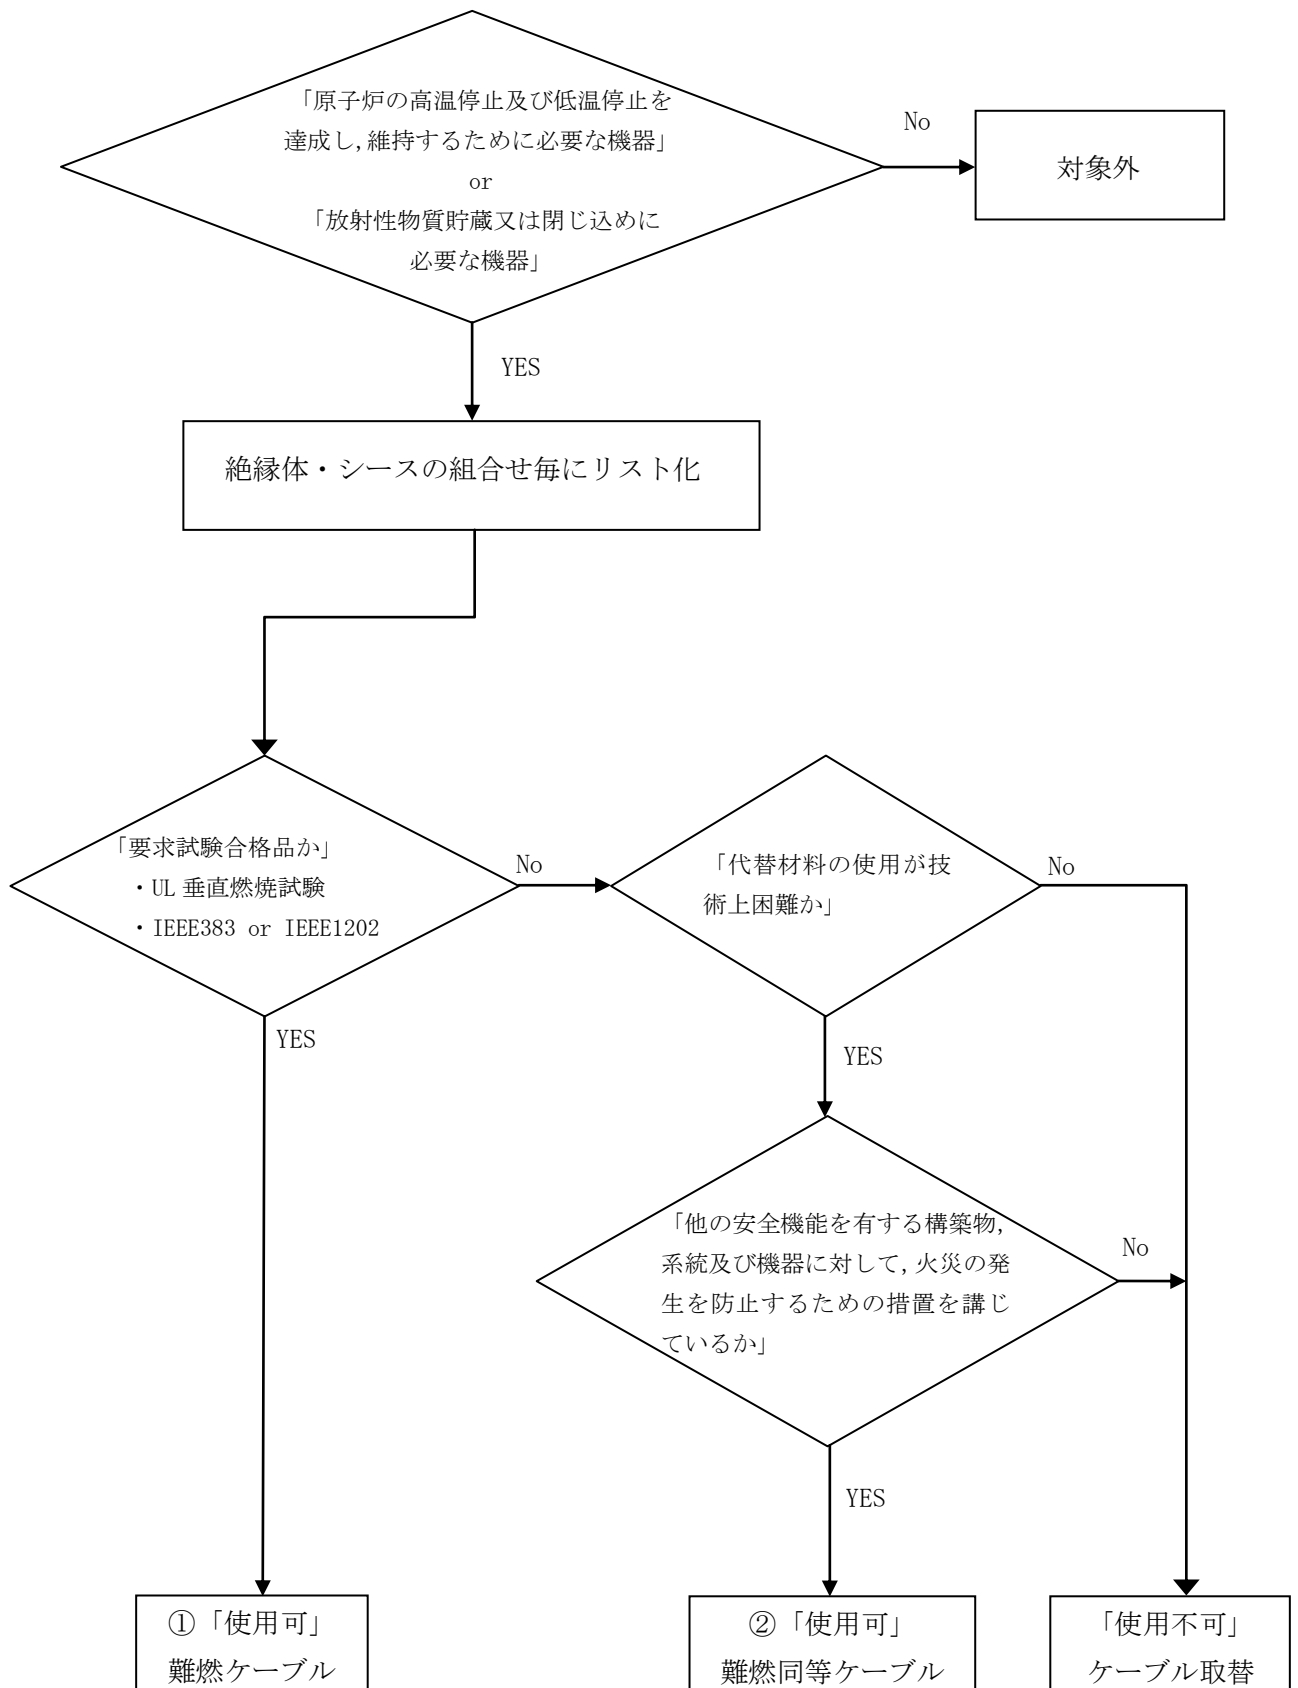 「原子炉の高温停止及び低温停止を
達成し,維持するために必要な機器」
or
「放射性物質貯蔵又は閉じ込めに
必要な機器」
No
対象外
YES
絶縁体・シースの組合せ毎にリスト化
「要求試験合格品か」
・UL 垂直燃焼試験
・IEEE383 or IEEE1202
No
「代替材料の使用が技
術上困難か」
No
YES
YES
「他の安全機能を有する構築物,
系統及び機器に対して,火災の発
生を防止するための措置を講じ
ているか」
No
YES
①「使用可」
難燃ケーブル
②「使用可」
難燃同等ケーブル
「使用不可」
ケーブル取替